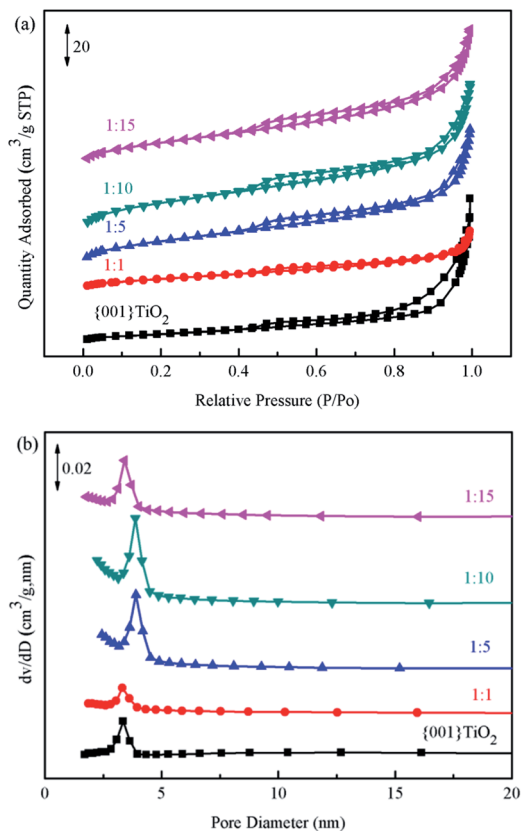 (a)
20
1:15
1:10
1:5
1:1
{001}TiO₂
Quantity Adsorbed (cm³/g STP)
0.0 0.2 0.4 0.6 0.8 1.0
Relative Pressure (P/Po)
(b)
0.02
1:15
1:10
1:5
1:1
{001}TiO₂
dv/dD (cm³/g,nm)
0 5 10 15 20
Pore Diameter (nm)